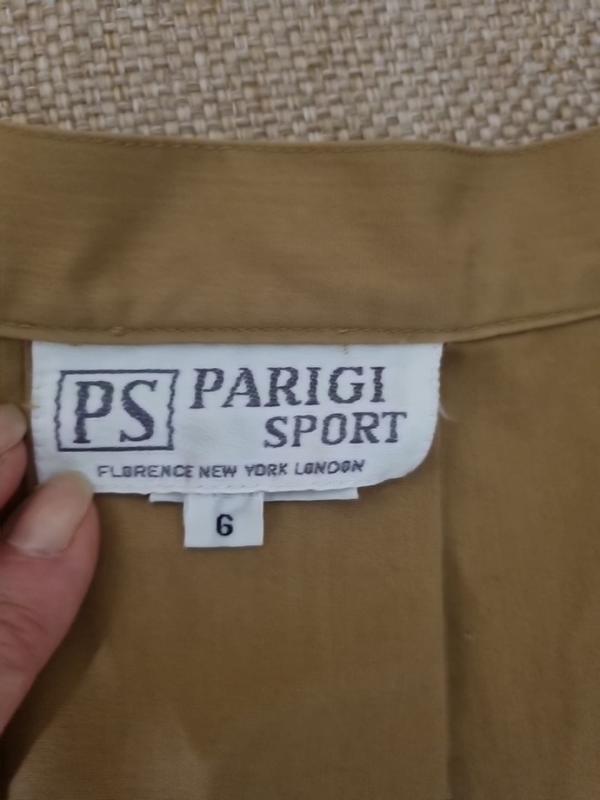 PS PARIGI
SPORT
FLORENCE NEW YORK LONDON
6